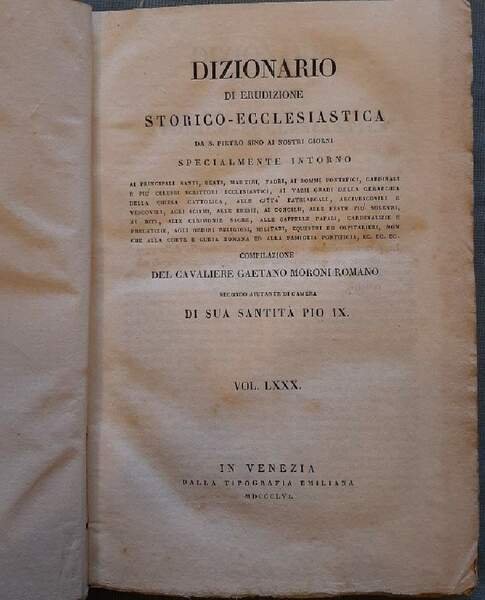 DIZIONARIO
DI ERUDIZIONE
STORICO-ECCLESIASTICA
DA S. PIETRO SINO AI NOSTRI GIORNI
SPECIALMENTE INTORNO
AI PRINCIPALI SANTI, BEATI, MARTIRI, PADRI, AI SOMMI PONTEFICI, CARDINALI
E PIÙ CELEBRI SCRITTORI ECCLESIASTICI, AI VARII GRADI DELLA GERARCHIA
DELLA CHIESA CATTOLICA, ALLE CITTÀ PATRIARCALI, ARCIVESCOVILI E
VESCOVILI, AGLI SCISMI, ALLE ERESIE, AI CONCILII, ALLE FESTE PIÙ SOLENNI,
AI RITI, ALLE CERIMONIE SACRE, ALLE CAPPELLE PAPALI, CARDINALIZIE E
PRELATIZIE, AGLI ORDINI RELIGIOSI, MILITARI, EQUESTRI ED OSPITALIERI, NON
CHE ALLA CORTE E CURIA ROMANA ED ALLA FAMIGLIA PONTIFICIA, EC. EC. EC.
COMPILAZIONE
DEL CAVALIERE GAETANO MORONI ROMANO
SECONDO AIUTANTE DI CAMERA
DI SUA SANTITÀ PIO IX.
VOL. LXXX.
IN VENEZIA
DALLA TIPOGRAFIA EMILIANA
MDCCCLVI.